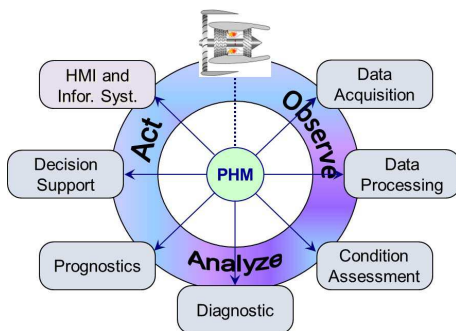 HMI and
Infor. Syst.
Data
Acquisition
Act
Observe
Decision
Support
PHM
Data
Processing
Prognostics
Analyze
Condition
Assessment
Diagnostic